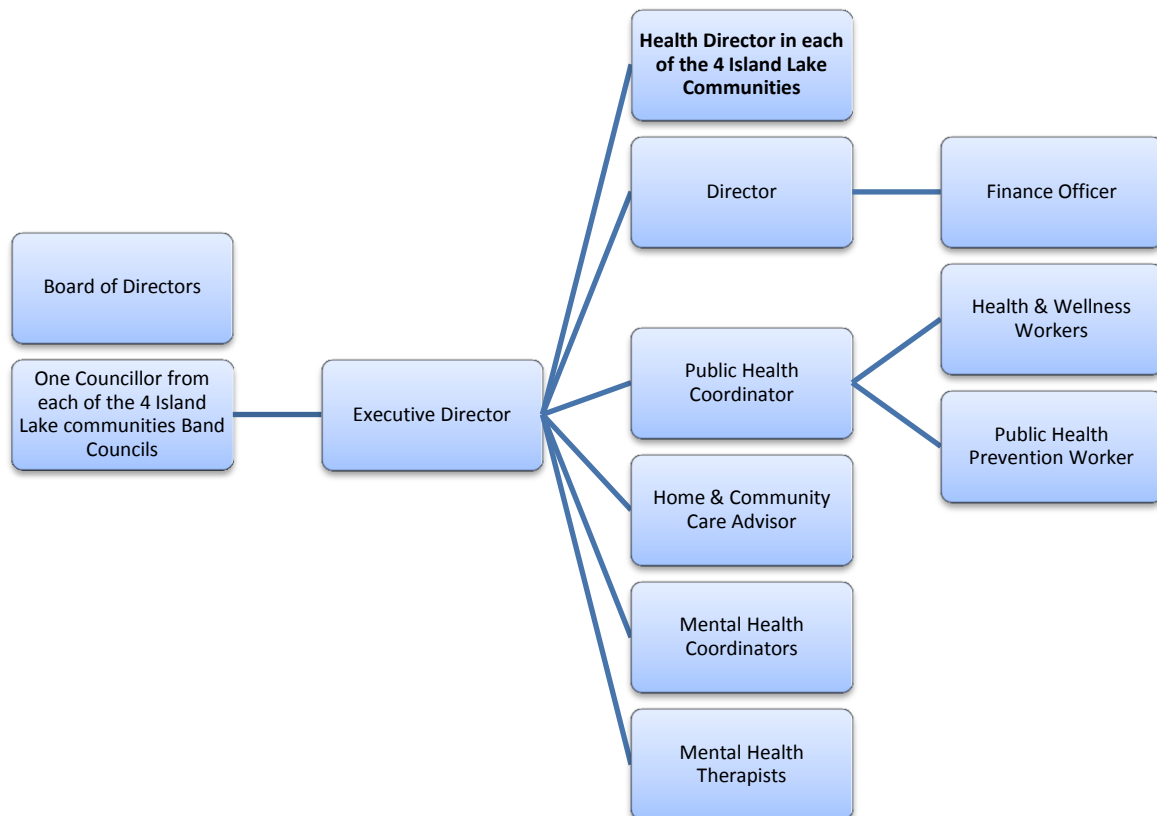 Health Director in each
of the 4 Island Lake
Communities
Director
Finance Officer
Board of Directors
Health & Wellness
Workers
One Councillor from
each of the 4 Island
Lake communities Band
Councils
Executive Director
Public Health
Coordinator
Public Health
Prevention Worker
Home & Community
Care Advisor
Mental Health
Coordinators
Mental Health
Therapists